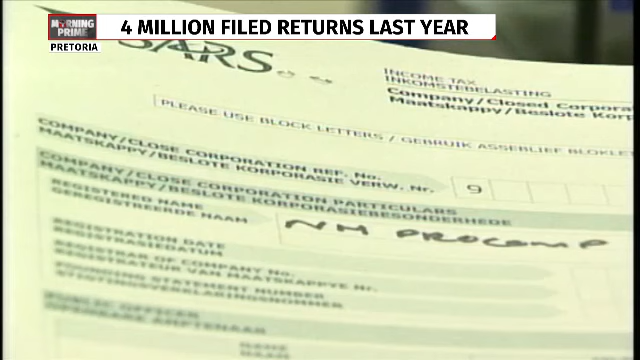 MORNING PRIME
4 MILLION FILED RETURNS LAST YEAR
PRETORIA
SARS
INCOME TAX
INKOMSTEBELASTING
Company/Closed Corpora
Maatskappy/Beslote Korp
PLEASE USE BLOCK LETTERS / GEBRUIK ASSEBLIEF BLOKLET
COMPANY/CLOSE CORPORATION REF. No.
MAATSKAPPY/BESLOTE KORPORASIE VERW. Nr.
9
COMPANY/CLOSE CORPORATION PARTICULARS
MAATSKAPPY/BESLOTE KORPORASIEBESONDERHEDE
REGISTERED NAME
GEREGISTREERDE NAAM
NM PROCOMP
REGISTRATION DATE
REGISTRASIEDATUM
REGISTRAR OF COMPANY No.
REGISTRATEUR VAN MAATSKAPPYE Nr.
FOUNDING STATEMENT NUMBER
STIGTINGSVERKLARINGSNOMMER
PUBLIC OFFICER
OPENBARE AMPTENAAR
NAME
NAAM